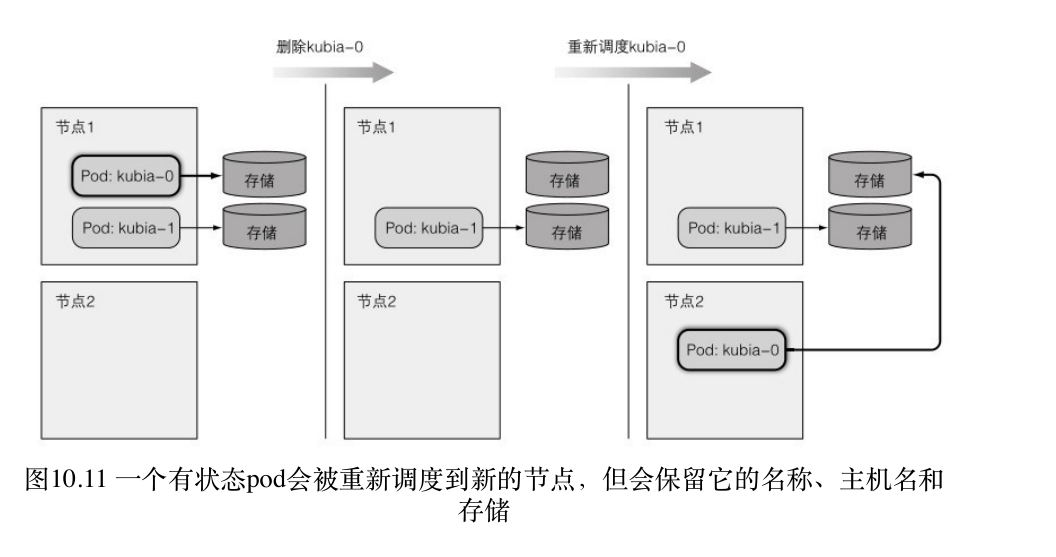 删除kubia-0
重新调度kubia-0
节点1
Pod: kubia-0
存储
Pod: kubia-1
存储
节点2
节点1
存储
Pod: kubia-1
存储
节点2
节点1
存储
Pod: kubia-1
存储
节点2
Pod: kubia-0
图10.11 一个有状态pod会被重新调度到新的节点，但会保留它的名称、主机名和
存储